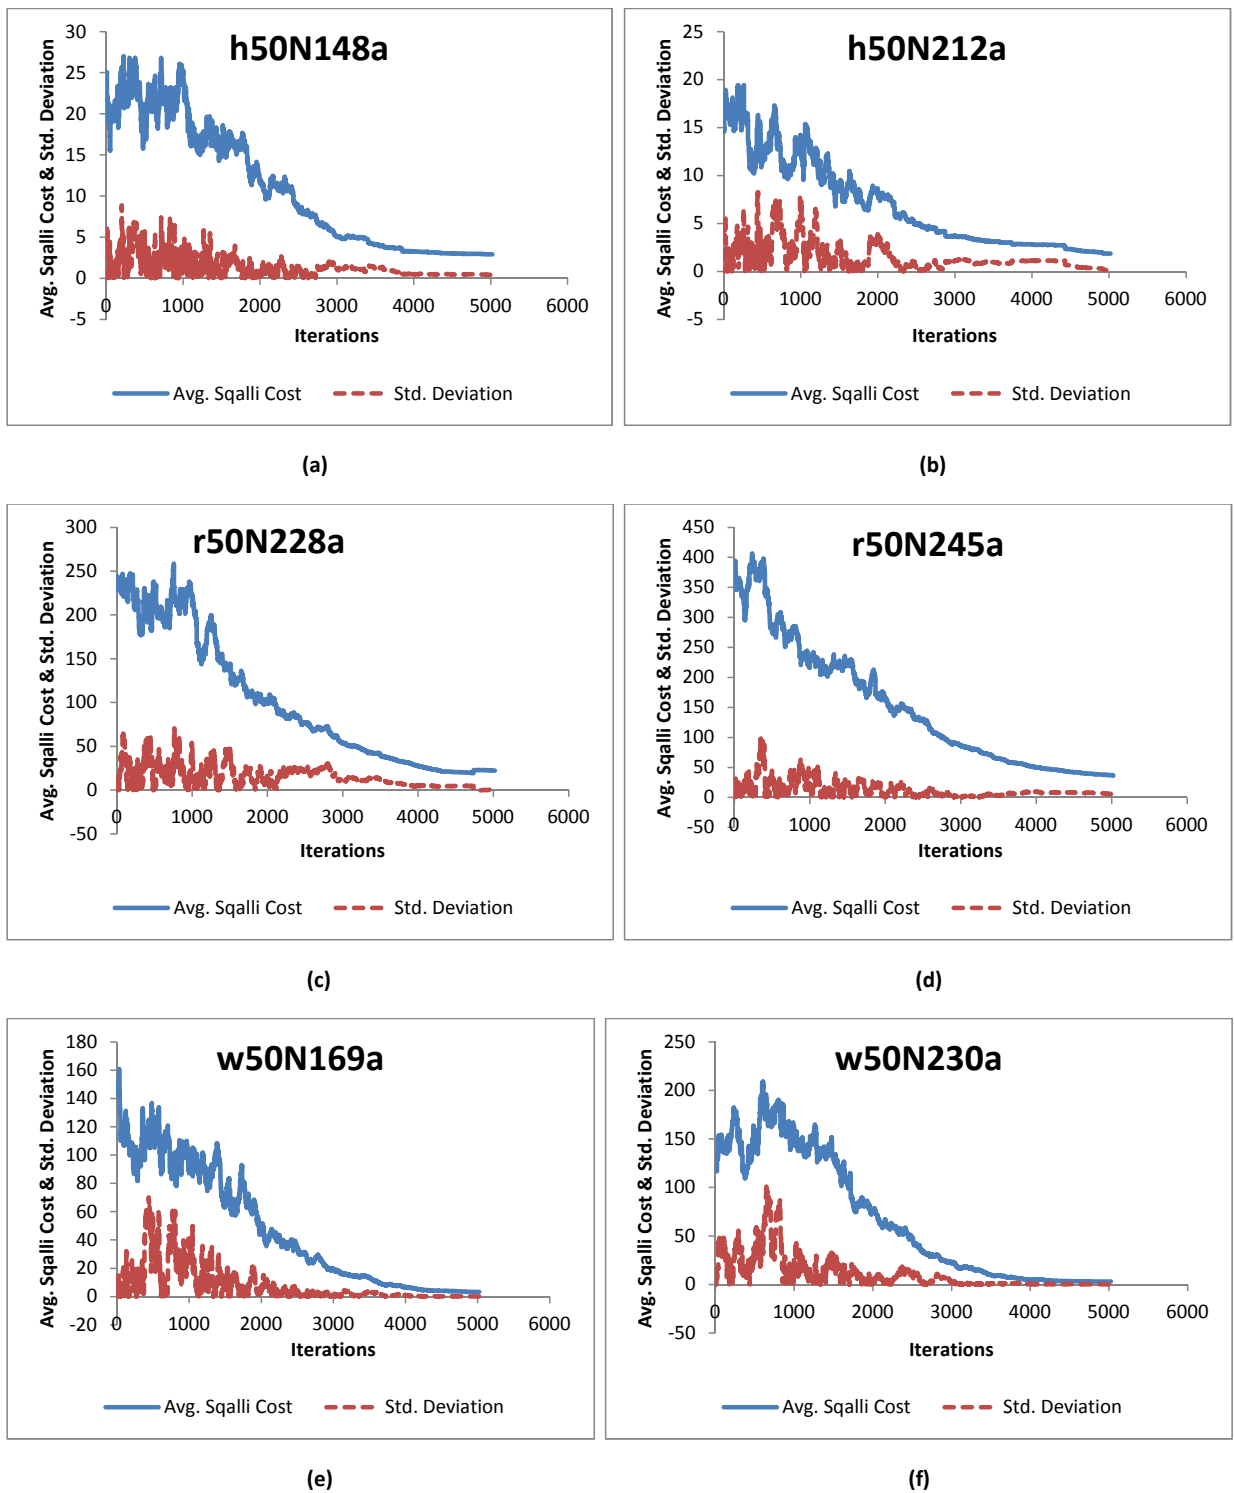 h50N148a
Avg. Sqalli Cost & Std. Deviation
30
25
20
15
10
5
0
-5
0 1000 2000 3000 4000 5000 6000
Iterations
Avg. Sqalli Cost Std. Deviation
(a)
h50N212a
Avg. Sqalli Cost & Std. Deviation
25
20
15
10
5
0
-5
0 1000 2000 3000 4000 5000 6000
Iterations
Avg. Sqalli Cost Std. Deviation
(b)
r50N228a
Avg. Sqalli Cost & Std. Deviation
300
250
200
150
100
50
0
-50
0 1000 2000 3000 4000 5000 6000
Iterations
Avg. Sqalli Cost Std. Deviation
(c)
r50N245a
Avg. Sqalli Cost & Std. Deviation
450
400
350
300
250
200
150
100
50
0
-50
0 1000 2000 3000 4000 5000 6000
Iterations
Avg. Sqalli Cost Std. Deviation
(d)
w50N169a
Avg. Sqalli Cost & Std. Deviation
180
160
140
120
100
80
60
40
20
0
-20
0 1000 2000 3000 4000 5000 6000
Iterations
Avg. Sqalli Cost Std. Deviation
(e)
w50N230a
Avg. Sqalli Cost & Std. Deviation
250
200
150
100
50
0
-50
0 1000 2000 3000 4000 5000 6000
Iterations
Avg. Sqalli Cost Std. Deviation
(f)